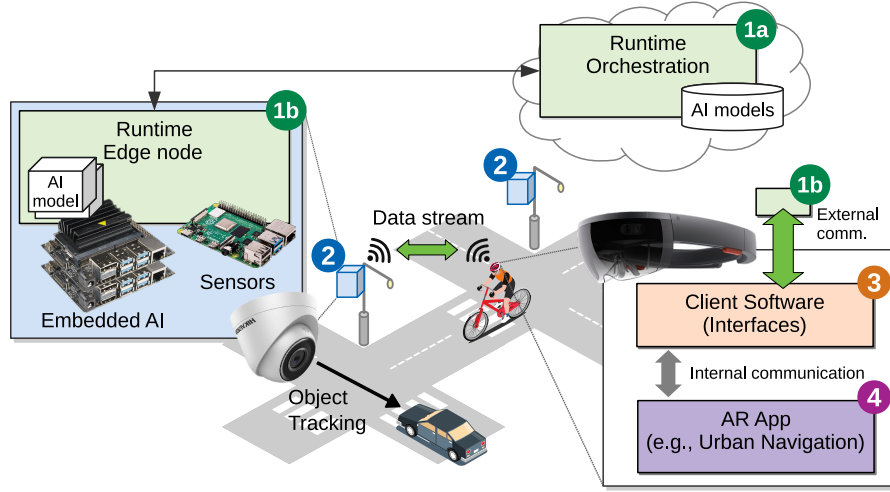 1a
Runtime
Orchestration
AI models
1b
Runtime
Edge node
AI
model
Sensors
Embedded AI
2
2
Data stream
1b
External
comm.
3
Client Software
(Interfaces)
Internal communication
4
AR App
(e.g., Urban Navigation)
Object
Tracking